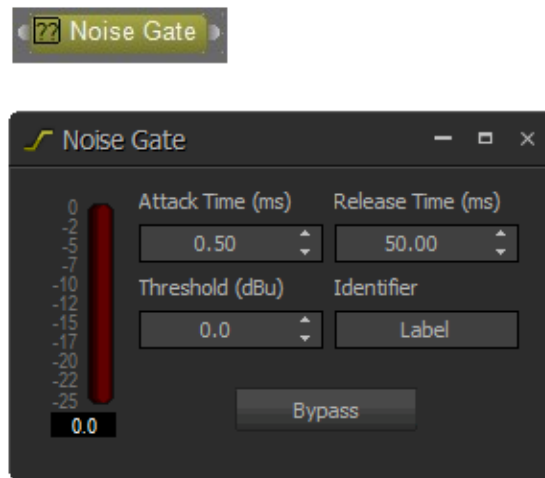 ?? Noise Gate
Noise Gate
Attack Time (ms) Release Time (ms)
0.50 50.00
Threshold (dBu) Identifier
0.0 Label
Bypass
0
-2
-5
-7
-10
-12
-15
-17
-20
-22
-25
0.0